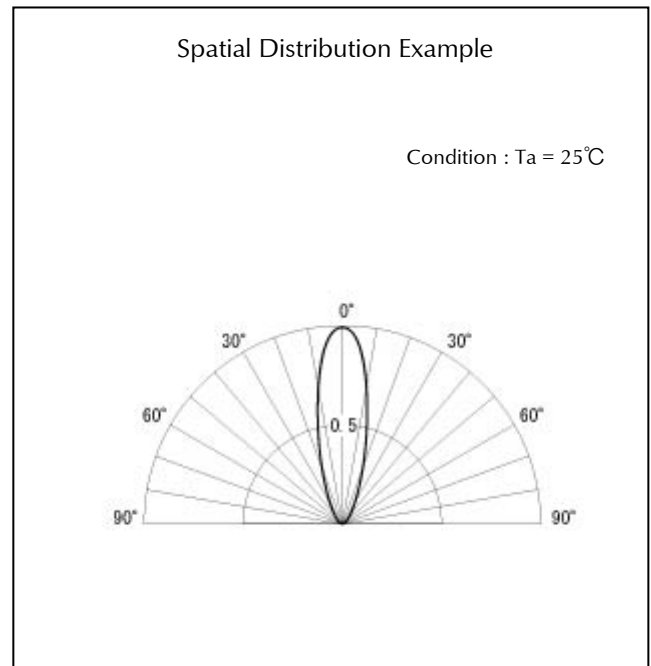 Spatial Distribution Example
Condition : Ta = 25℃
0°
30° 30°
60° 60°
0. 5
90° 90°